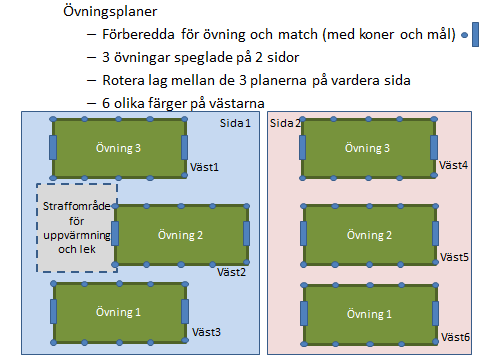 Övningsplaner
– Förberedda för övning och match (med koner och mål)
– 3 övningar speglade på 2 sidor
– Rotera lag mellan de 3 planerna på vardera sida
– 6 olika färger på västarna
Sida 1
Övning 3
Väst1
Straffområde
för
uppvärmning
och lek
Övning 2
Väst2
Övning 1
Väst3
Sida 2
Övning 3
Väst4
Övning 2
Väst5
Övning 1
Väst6